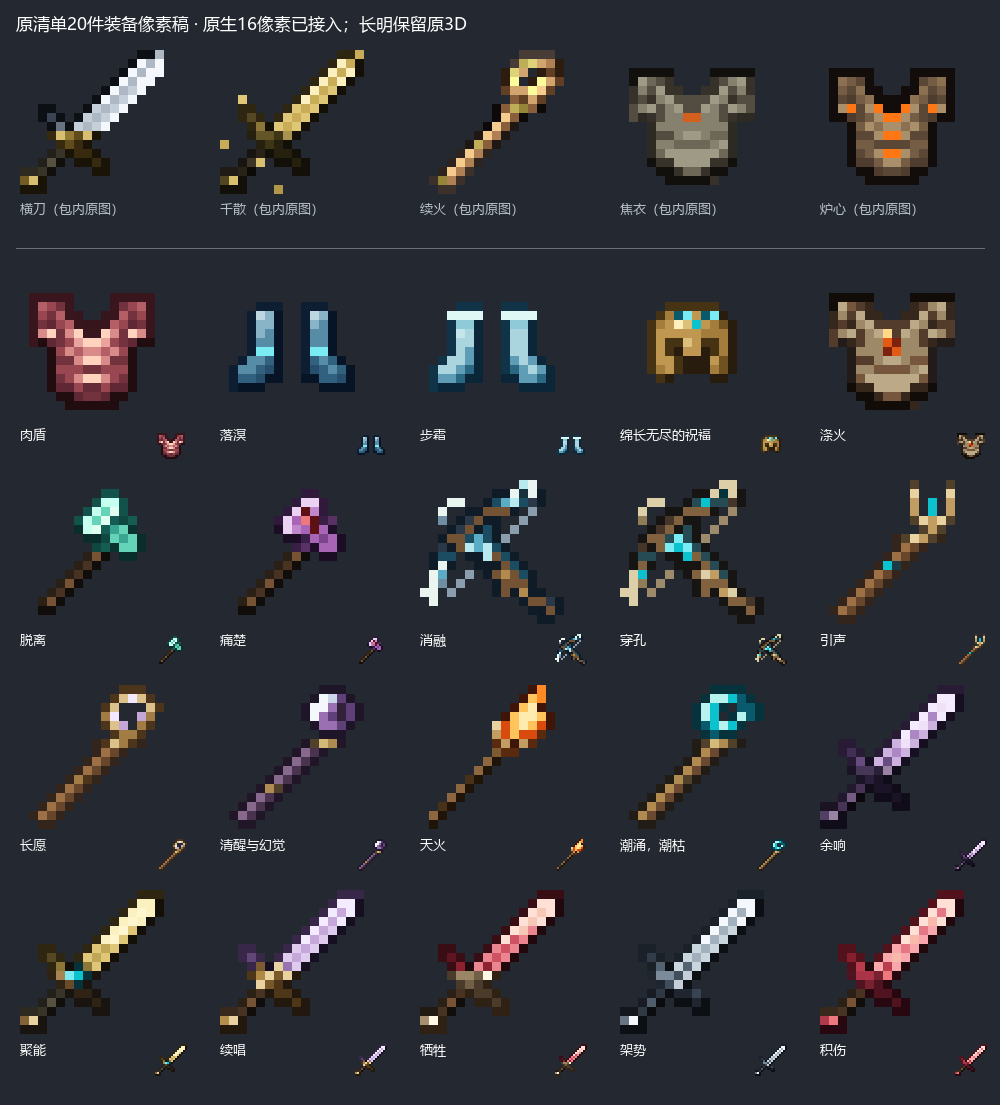 原清单20件装备像素稿 · 原生16像素已接入；长明保留原3D
横刀（包内原图）
千散（包内原图）
续火（包内原图）
焦衣（包内原图）
炉心（包内原图）
肉盾
落溟
步霜
绵长无尽的祝福
涤火
脱离
痛楚
消融
穿孔
引声
长愿
清醒与幻觉
天火
潮涌，潮枯
余响
聚能
续唱
牺牲
架势
积伤